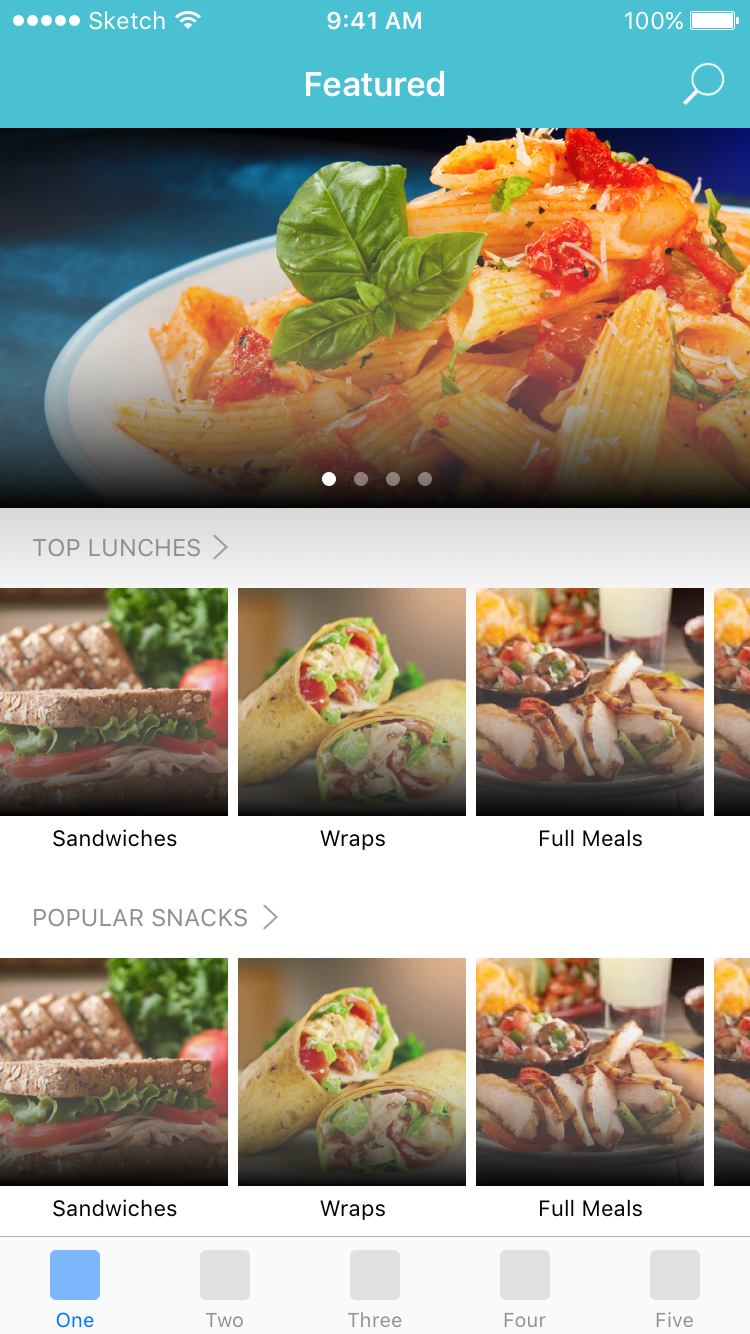 Sketch 9:41 AM 100%
Featured
TOP LUNCHES
Sandwiches Wraps Full Meals
POPULAR SNACKS
Sandwiches Wraps Full Meals
One Two Three Four Five